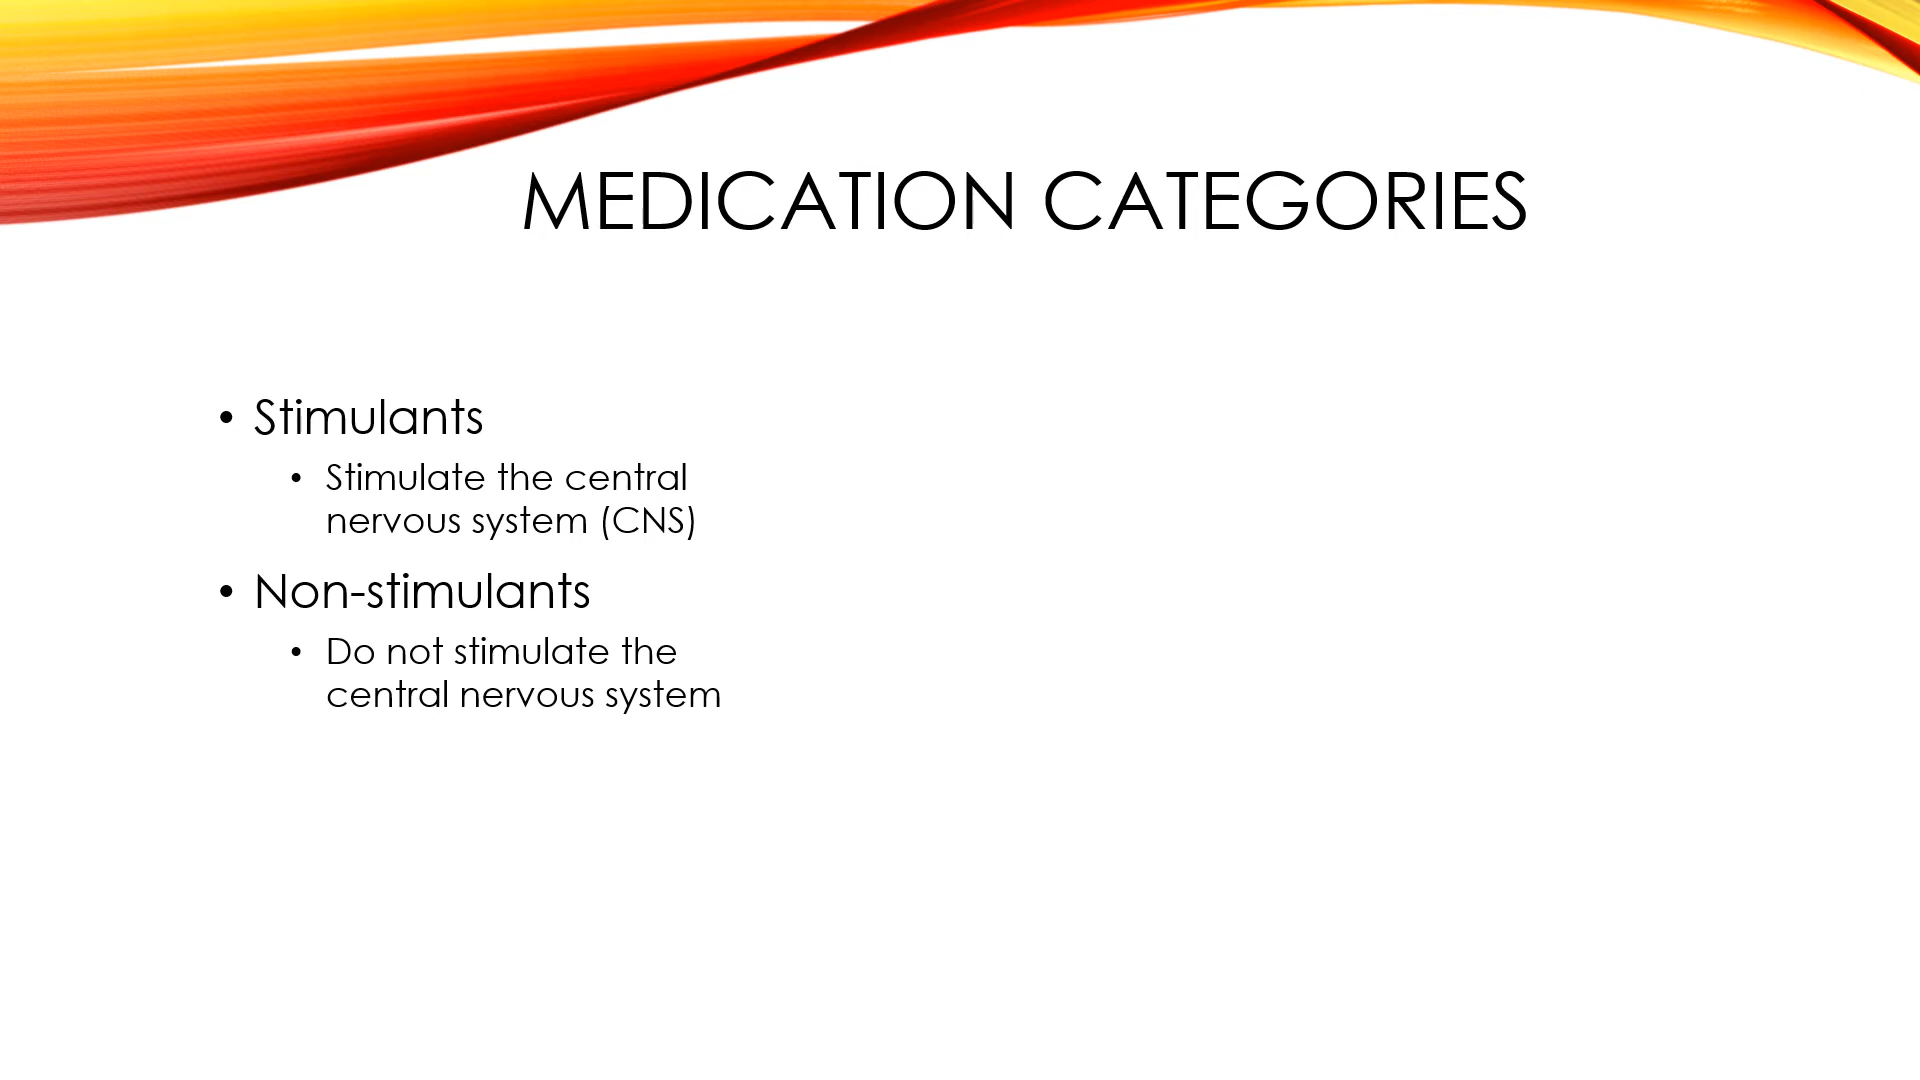 MEDICATION CATEGORIES
• Stimulants
• Stimulate the central
nervous system (CNS)
• Non-stimulants
• Do not stimulate the
central nervous system